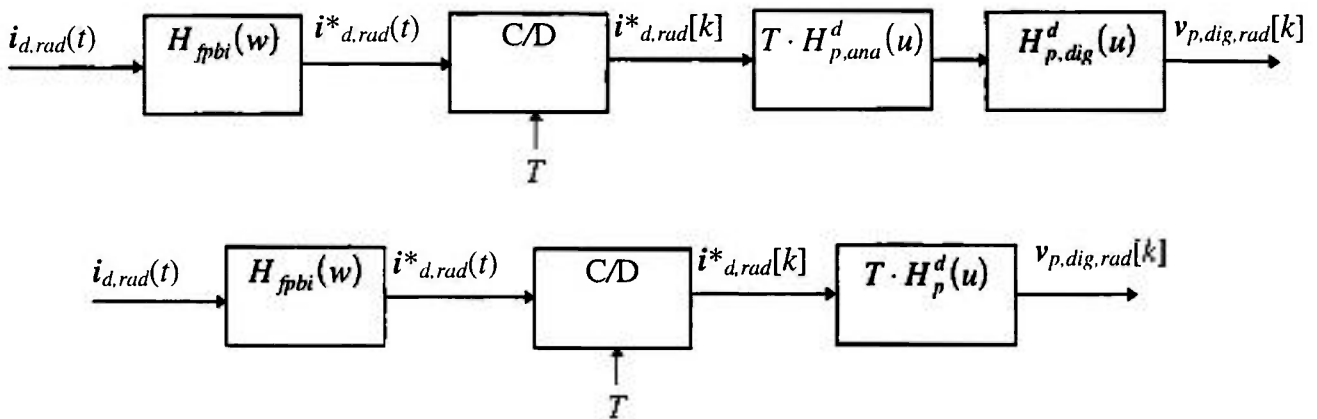 i_{d,rad}(t) H_{fpbi}(w) i*_{d,rad}(t) C/D i*_{d,rad}[k] T · H^d_{p,ana}(u) H^d_{p,dig}(u) v_{p,dig,rad}[k]
T
i_{d,rad}(t) H_{fpbi}(w) i*_{d,rad}(t) C/D i*_{d,rad}[k] T · H^d_p(u) v_{p,dig,rad}[k]
T